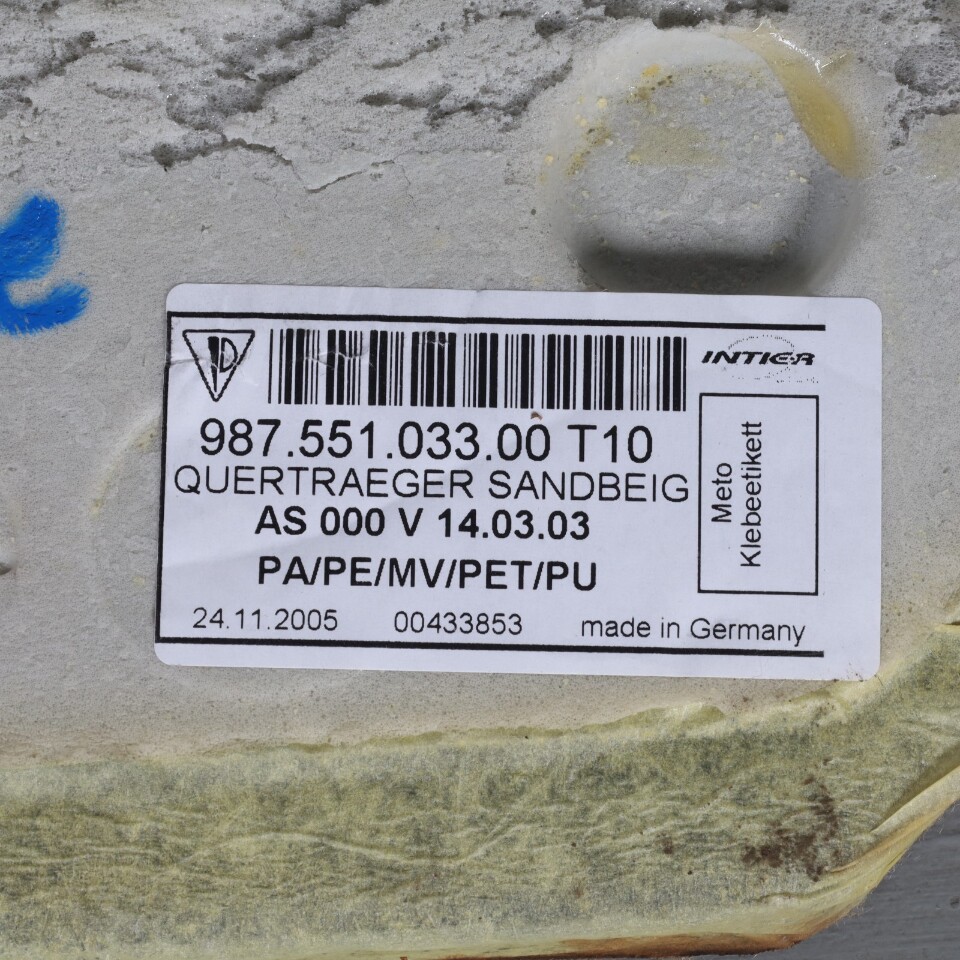 INTIER
987.551.033.00 T10
QUERTRAEGER SANDBEIG
AS 000 V 14.03.03
PA/PE/MV/PET/PU
24.11.2005 00433853 made in Germany
Meto
Klebeetikett